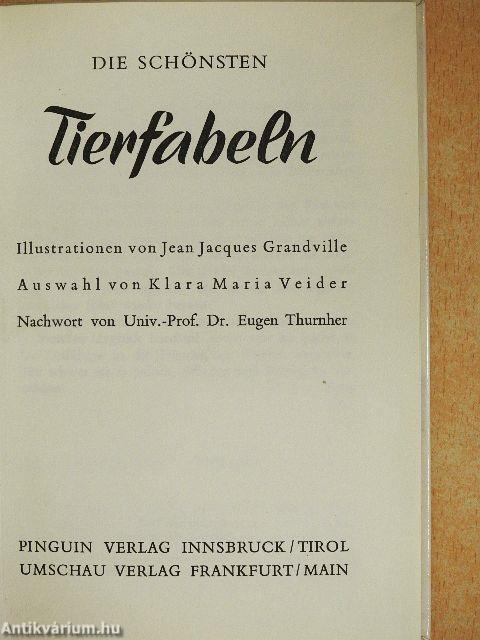 DIE SCHÖNSTEN
Tierfabeln
Illustrationen von Jean Jacques Grandville
Auswahl von Klara Maria Veider
Nachwort von Univ.-Prof. Dr. Eugen Thurnher
PINGUIN VERLAG INNSBRUCK/TIROL
UMSCHAU VERLAG FRANKFURT/MAIN
Antikvárium.hu